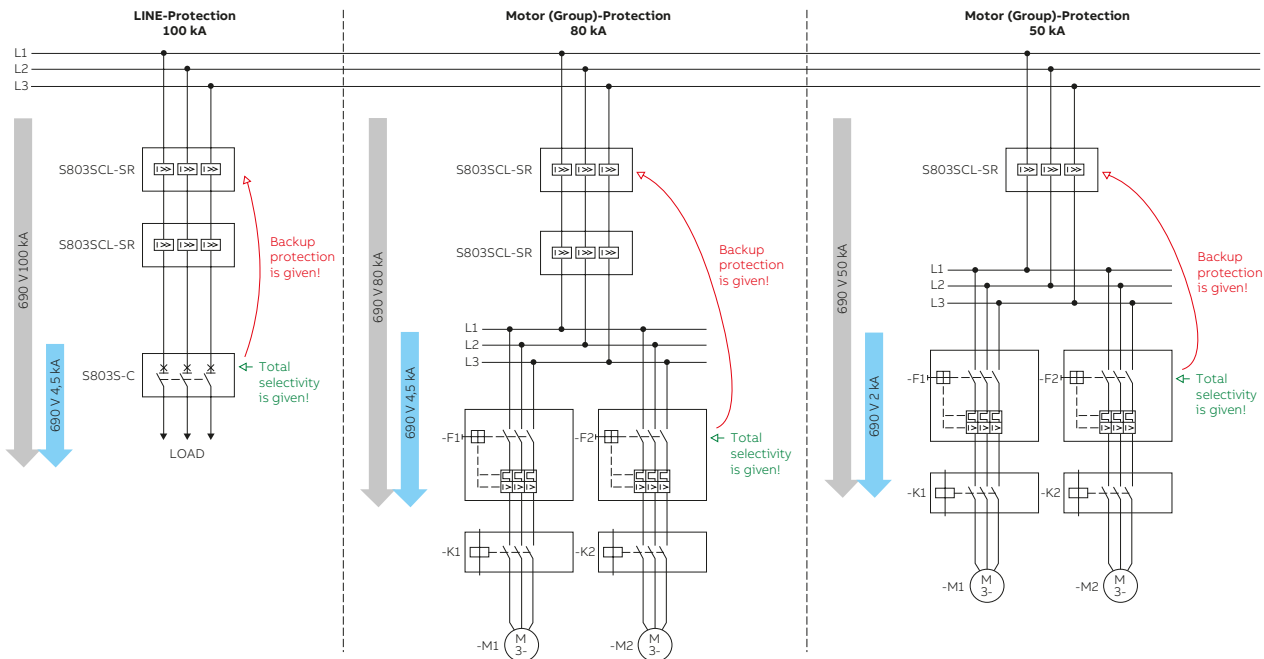 LINE-Protection
100 kA
Motor (Group)-Protection
80 kA
Motor (Group)-Protection
50 kA
L1
L2
L3
690 V 100 kA
690 V 4,5 kA
S803SCL-SR
I>>
I>>
I>>
S803SCL-SR
I>>
I>>
I>>
Backup
protection
is given!
S803S-C
Total
selectivity
is given!
LOAD
690 V 80 kA
690 V 4,5 kA
S803SCL-SR
I>>
I>>
I>>
S803SCL-SR
I>>
I>>
I>>
Backup
protection
is given!
L1
L2
L3
-F1
I>
I>
I>
-F2
I>
I>
I>
Total
selectivity
is given!
-K1
-K2
-M1
M
3-
-M2
M
3-
690 V 50 kA
690 V 2 kA
S803SCL-SR
I>>
I>>
I>>
Backup
protection
is given!
L1
L2
L3
-F1
I>
I>
I>
-F2
I>
I>
I>
Total
selectivity
is given!
-K1
-K2
-M1
M
3-
-M2
M
3-